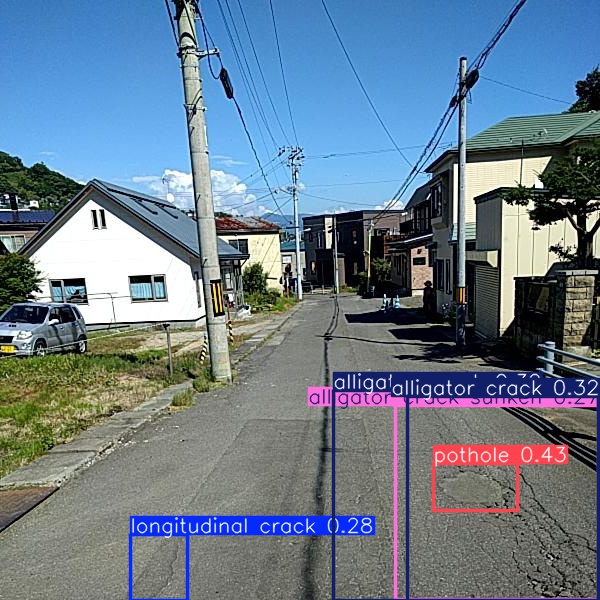 alligator crack 0.32
alligator crack sunken 0.27
pothole 0.43
longitudinal crack 0.28